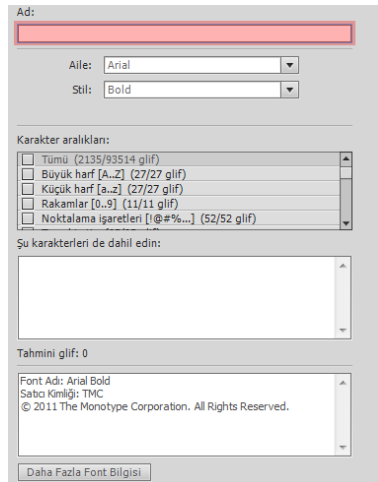 Ad:
Aile: Arial
Stil: Bold
Karakter aralıkları:
Tümü (2135/93514 glif)
Büyük harf [A..Z] (27/27 glif)
Küçük harf [a..z] (27/27 glif)
Rakamlar [0..9] (11/11 glif)
Noktalama işaretleri [!@#%...] (52/52 glif)
Şu karakterleri de dahil edin:
Tahmini glif: 0
Font Adı: Arial Bold
Satıcı Kimliği: TMC
© 2011 The Monotype Corporation. All Rights Reserved.
Daha Fazla Font Bilgisi